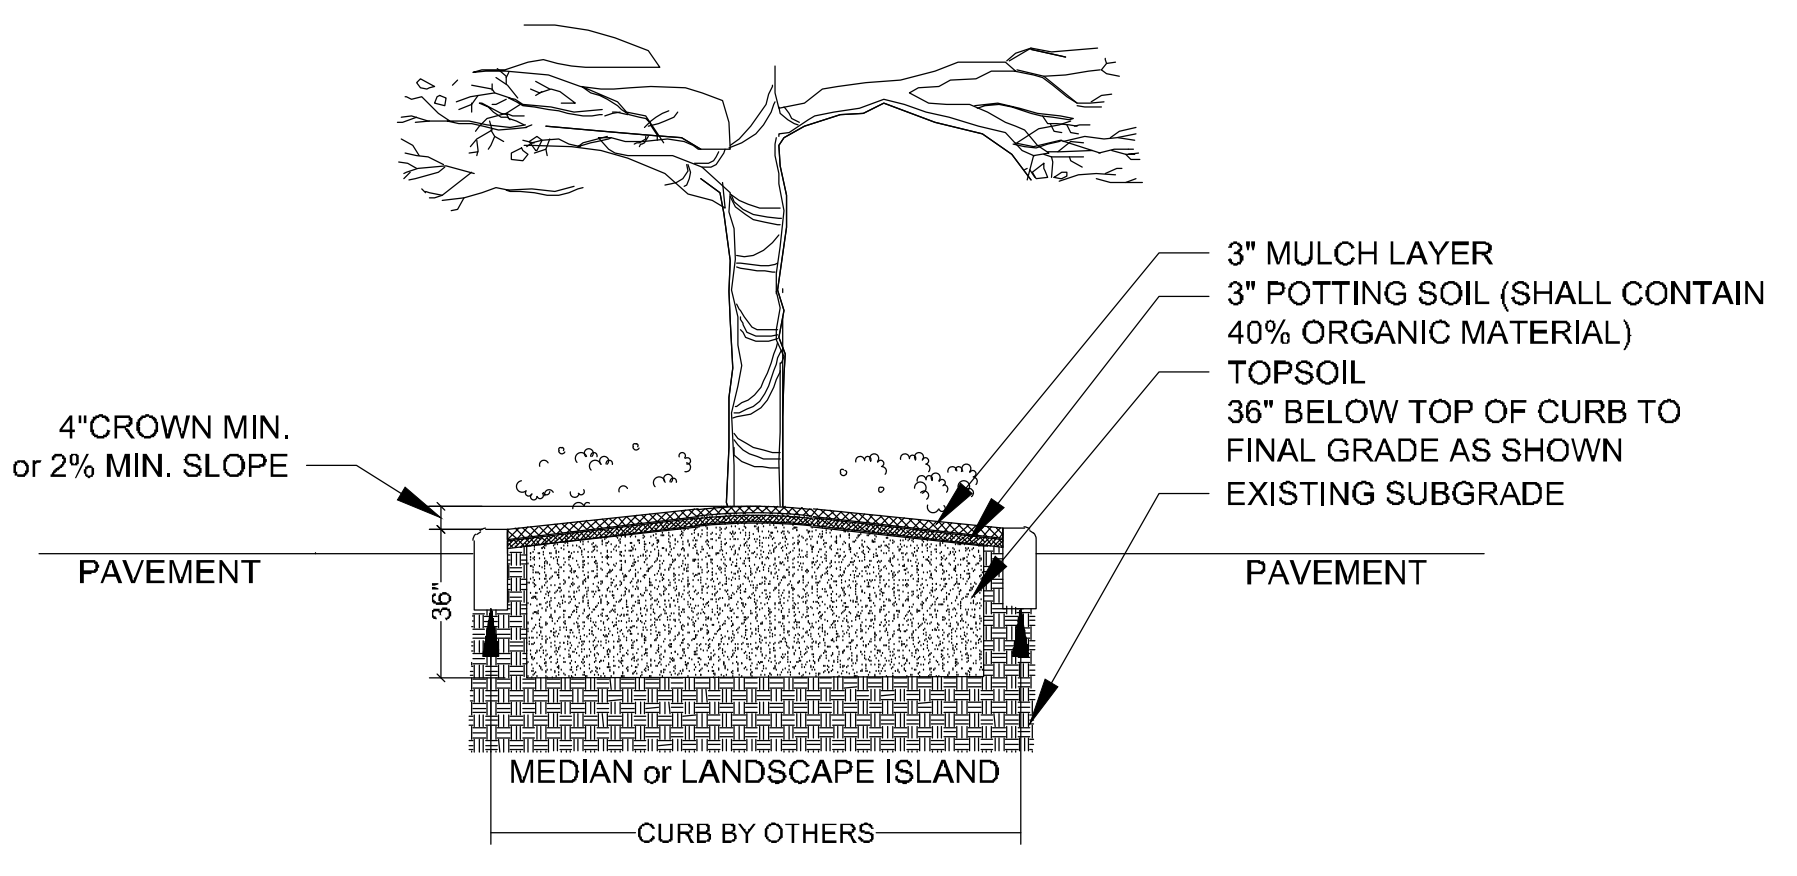 3" MULCH LAYER
3" POTTING SOIL (SHALL CONTAIN
40% ORGANIC MATERIAL)
TOPSOIL
36" BELOW TOP OF CURB TO
FINAL GRADE AS SHOWN
EXISTING SUBGRADE
4"CROWN MIN.
or 2% MIN. SLOPE
PAVEMENT
36"
PAVEMENT
MEDIAN or LANDSCAPE ISLAND
CURB BY OTHERS